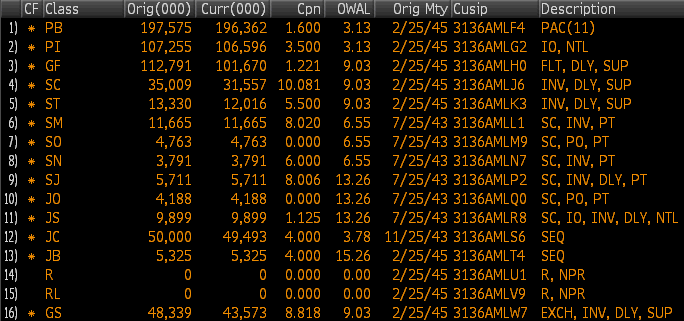 CF Class Orig(000) Curr(000) Cpn OWAL Orig Mty Cusip Description
1) * PB 197,575 196,362 1.600 3.13 2/25/45 3136AMLF4 PAC(11)
2) * PI 107,255 106,596 3.500 3.13 2/25/45 3136AMLG2 IO, NTL
3) * GF 112,791 101,670 1.221 9.03 2/25/45 3136AMLH0 FLT, DLY, SUP
4) * SC 35,009 31,557 10.081 9.03 2/25/45 3136AMLJ6 INV, DLY, SUP
5) * ST 13,330 12,016 5.500 9.03 2/25/45 3136AMLK3 INV, DLY, SUP
6) * SM 11,665 11,665 8.020 6.55 7/25/43 3136AMLL1 SC, INV, PT
7) * SO 4,763 4,763 0.000 6.55 7/25/43 3136AMLM9 SC, PO, PT
8) * SN 3,791 3,791 6.000 6.55 7/25/43 3136AMLN7 SC, INV, PT
9) * SJ 5,711 5,711 8.006 13.26 7/25/43 3136AMLP2 SC, INV, DLY, PT
10) * JO 4,188 4,188 0.000 13.26 7/25/43 3136AMLQ0 SC, PO, PT
11) * JS 9,899 9,899 1.125 13.26 7/25/43 3136AMLR8 SC, IO, INV, DLY, NTL
12) * JC 50,000 49,493 4.000 3.78 11/25/43 3136AMLS6 SEQ
13) * JB 5,325 5,325 4.000 15.26 2/25/45 3136AMLT4 SEQ
14) R 0 0 0.000 0.00 2/25/45 3136AMLU1 R, NPR
15) RL 0 0 0.000 0.00 2/25/45 3136AMLV9 R, NPR
16) * GS 48,339 43,573 8.818 9.03 2/25/45 3136AMLW7 EXCH, INV, DLY, SUP